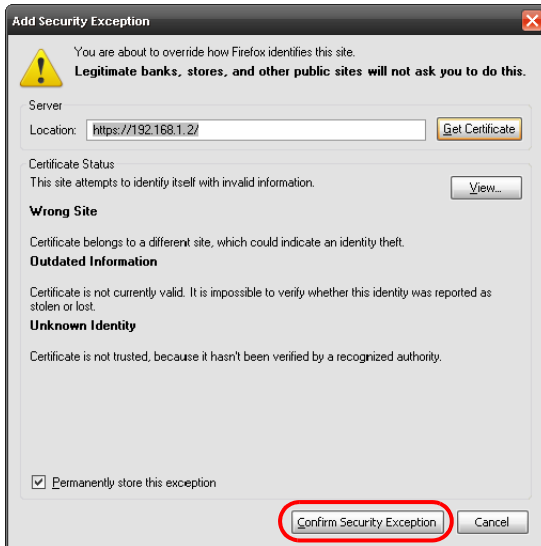 Add Security Exception
You are about to override how Firefox identifies this site.
Legitimate banks, stores, and other public sites will not ask you to do this.
Server
Location: https://192.168.1.2/ Get Certificate
Certificate Status
This site attempts to identify itself with invalid information. View...
Wrong Site
Certificate belongs to a different site, which could indicate an identity theft.
Outdated Information
Certificate is not currently valid. It is impossible to verify whether this identity was reported as
stolen or lost.
Unknown Identity
Certificate is not trusted, because it hasn't been verified by a recognized authority.
Permanently store this exception
Confirm Security Exception Cancel